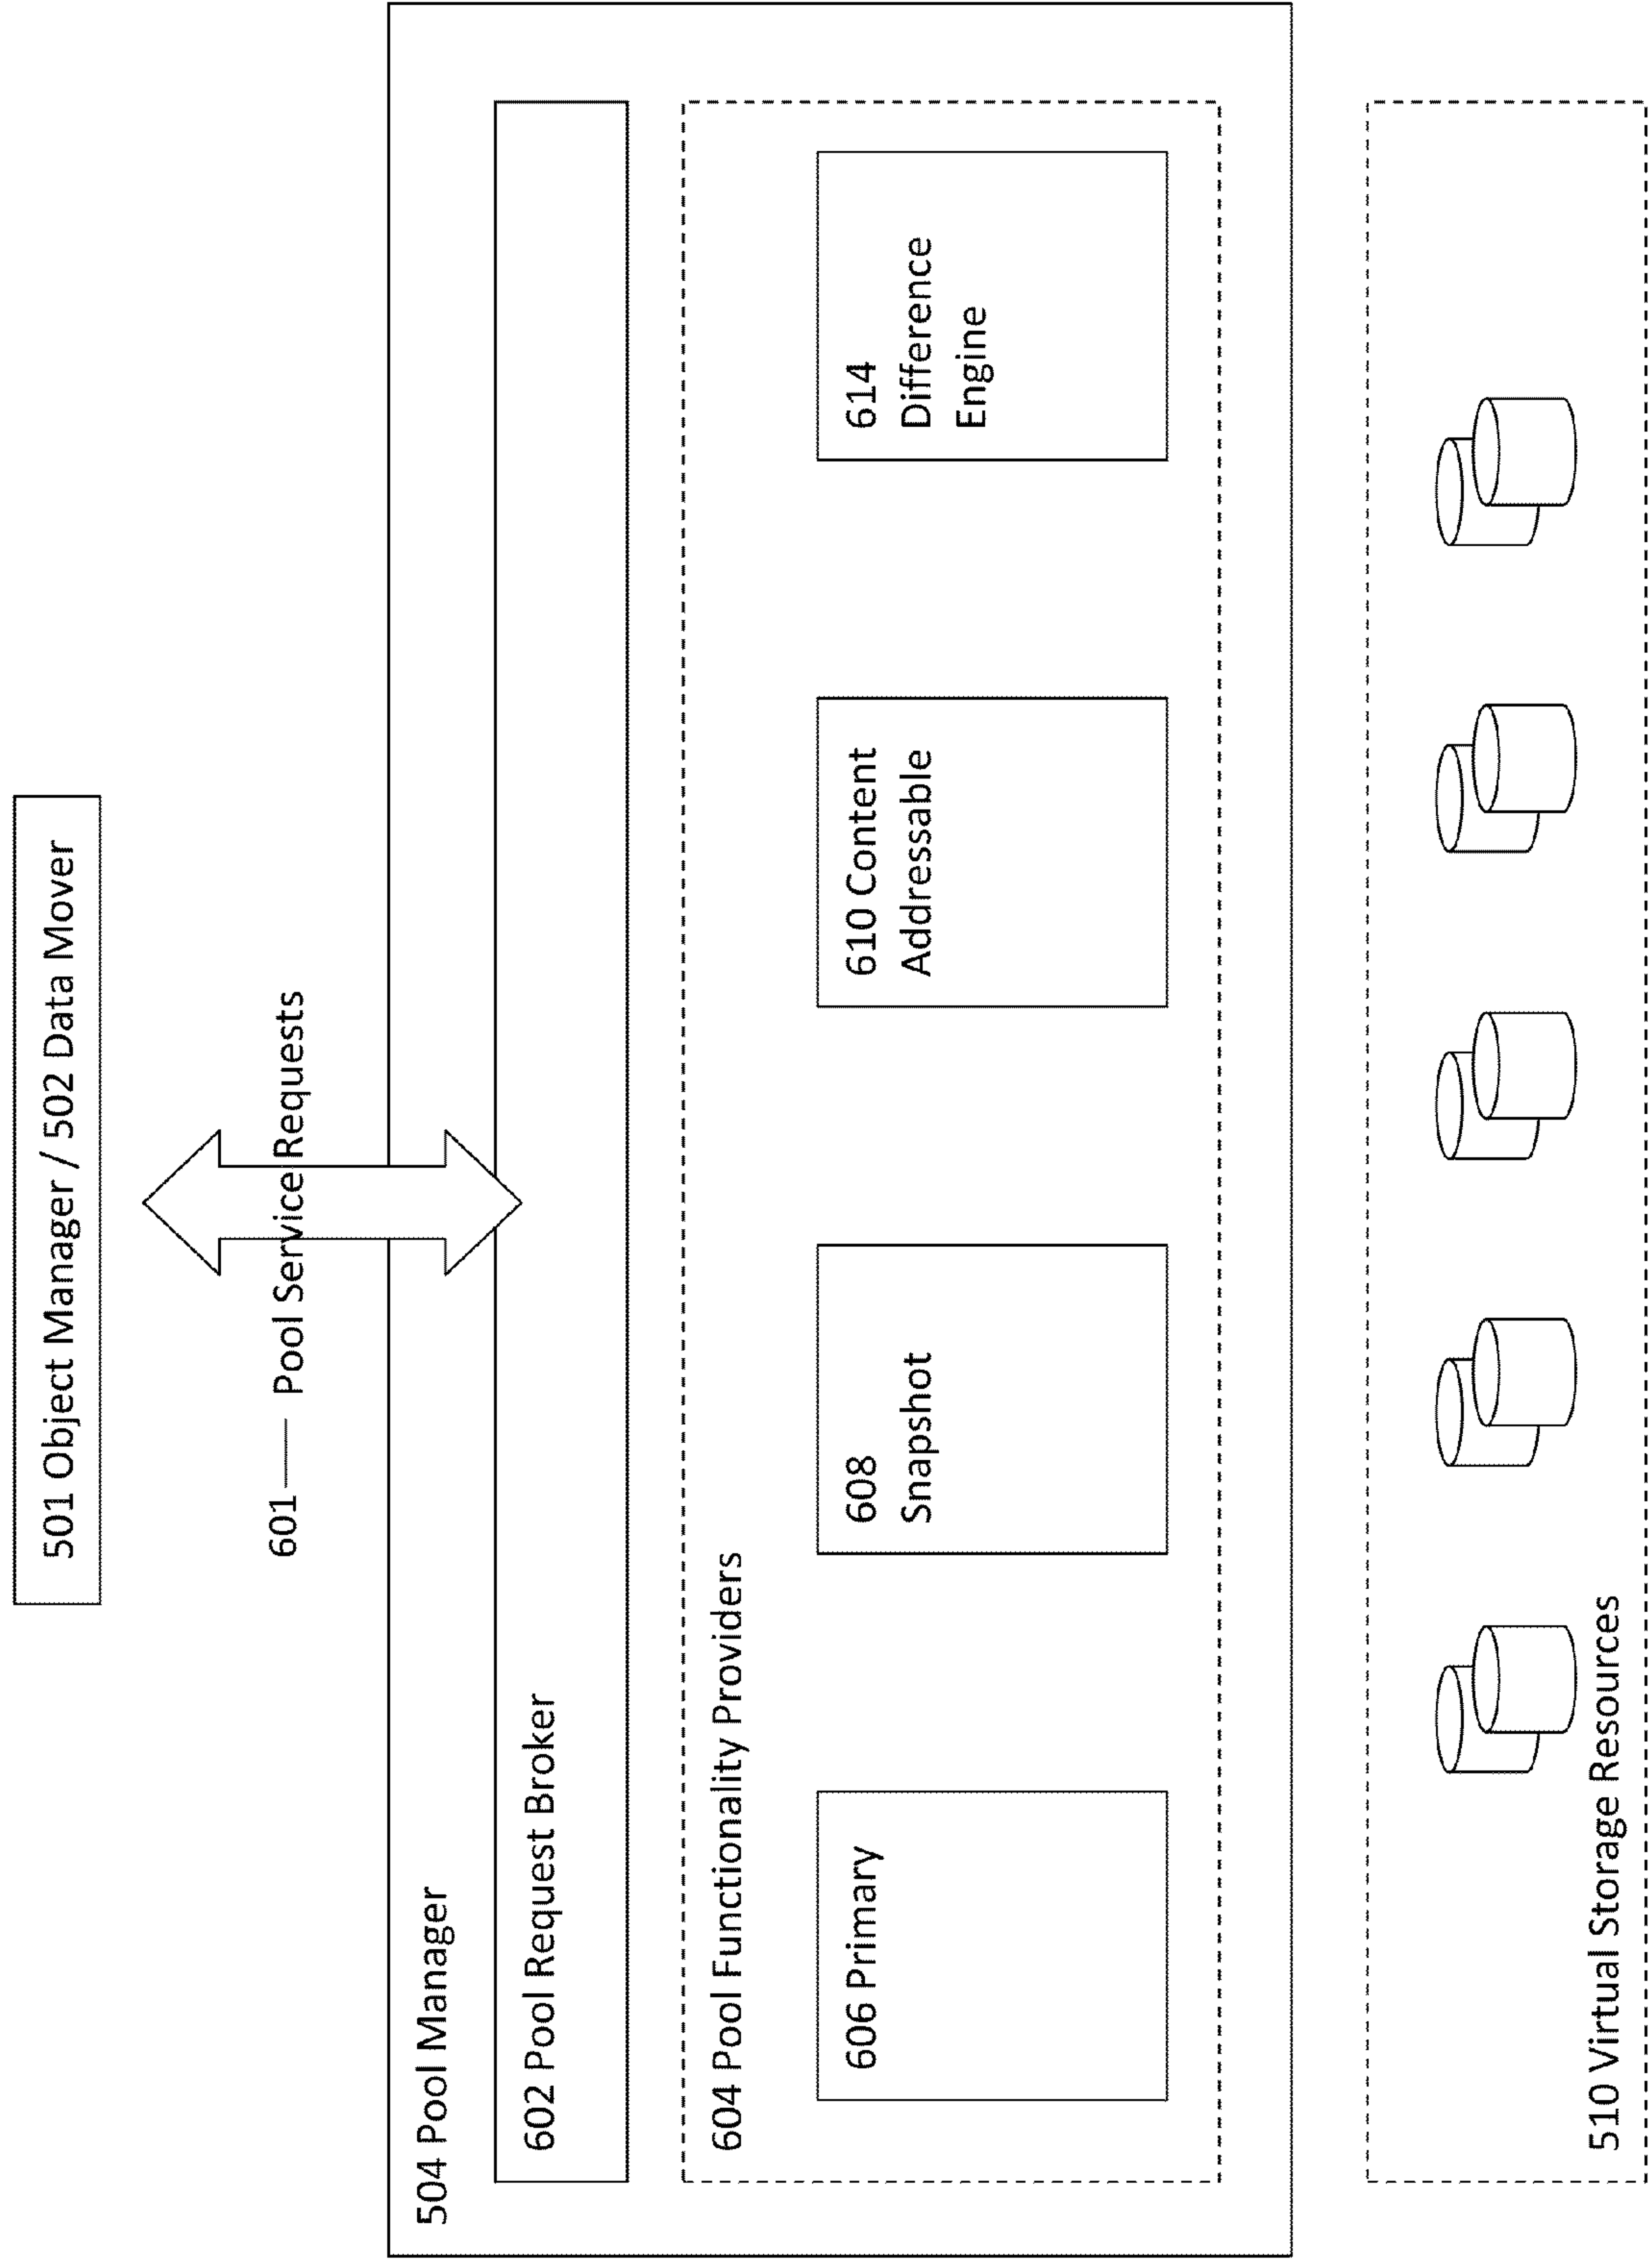 501 Object Manager / 502 Data Mover
601 Pool Service Requests
504 Pool Manager
602 Pool Request Broker
604 Pool Functionality Providers
606 Primary
608
Snapshot
610 Content
Addressable
614
Difference
Engine
510 Virtual Storage Resources